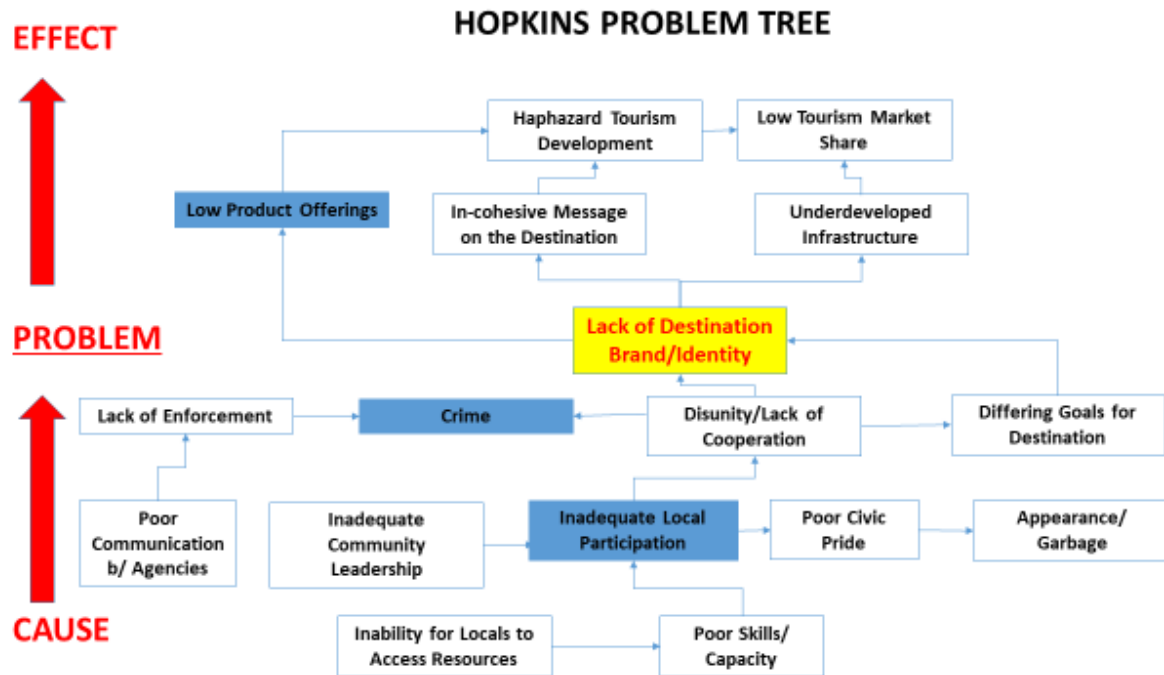 HOPKINS PROBLEM TREE
EFFECT
Haphazard Tourism
Development
Low Tourism Market
Share
Low Product Offerings
In-cohesive Message
on the Destination
Underdeveloped
Infrastructure
PROBLEM
Lack of Destination
Brand/Identity
Lack of Enforcement
Crime
Disunity/Lack of
Cooperation
Differing Goals for
Destination
Poor
Communication
b/ Agencies
Inadequate
Community
Leadership
Inadequate Local
Participation
Poor Civic
Pride
Appearance/
Garbage
CAUSE
Inability for Locals to
Access Resources
Poor Skills/
Capacity